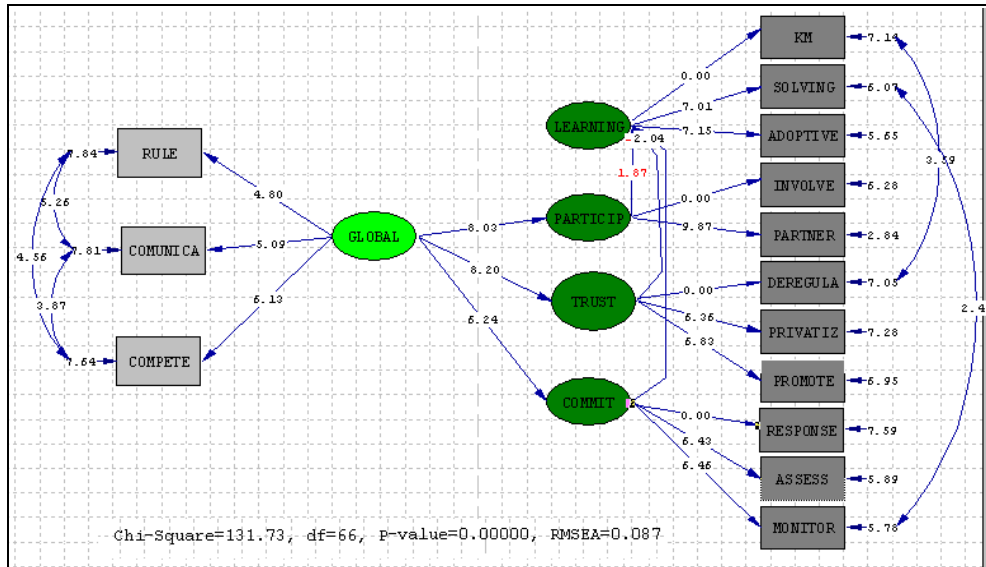 KM
7.14
0.00
SOLVING
6.07
7.01
LEARNING
ADOPTIVE
5.65
7.15
-2.04
RULE
7.84
3.59
1.87
INVOLVE
6.28
0.00
4.80
5.26
PARTICIP
GLOBAL
8.03
PARTNER
2.84
9.87
COMUNICA
7.81
5.09
4.56
8.20
DEREGULA
7.05
0.00
TRUST
3.87
6.13
6.24
6.36
PRIVATIZ
7.28
2.4
6.83
COMPETE
7.64
PROMOTE
6.95
COMMIT
0.00
RESPONSE
7.59
6.43
6.46
ASSESS
5.89
MONITOR
5.78
Chi-Square=131.73, df=66, P-value=0.00000, RMSEA=0.087